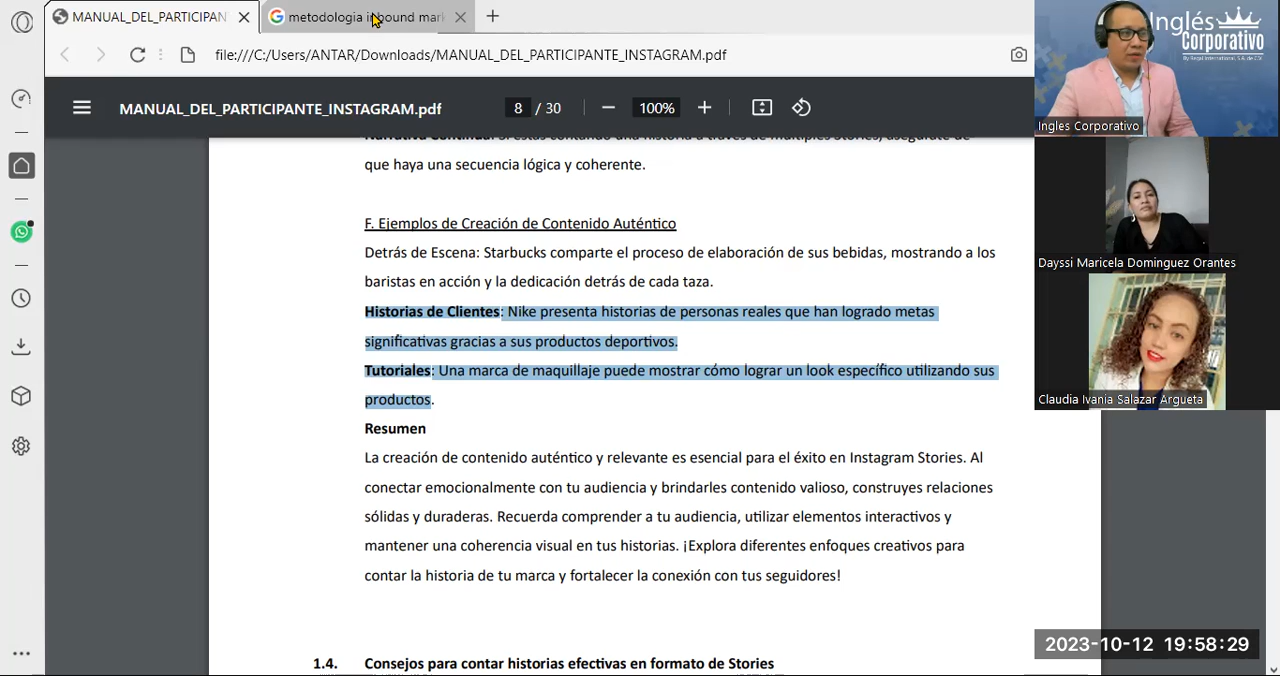 MANUAL_DEL_PARTICIPAN
metodologia inbound mar
file:///C:/Users/ANTAR/Downloads/MANUAL_DEL_PARTICIPANTE_INSTAGRAM.pdf
MANUAL_DEL_PARTICIPANTE_INSTAGRAM.pdf
8 / 30
100%
que haya una secuencia lógica y coherente.
F. Ejemplos de Creación de Contenido Auténtico
Detrás de Escena: Starbucks comparte el proceso de elaboración de sus bebidas, mostrando a los
baristas en acción y la dedicación detrás de cada taza.
Historias de Clientes: Nike presenta historias de personas reales que han logrado metas
significativas gracias a sus productos deportivos.
Tutoriales: Una marca de maquillaje puede mostrar cómo lograr un look específico utilizando sus
productos.
Resumen
La creación de contenido auténtico y relevante es esencial para el éxito en Instagram Stories. Al
conectar emocionalmente con tu audiencia y brindarles contenido valioso, construyes relaciones
sólidas y duraderas. Recuerda comprender a tu audiencia, utilizar elementos interactivos y
mantener una coherencia visual en tus historias. ¡Explora diferentes enfoques creativos para
contar la historia de tu marca y fortalecer la conexión con tus seguidores!
1.4. Consejos para contar historias efectivas en formato de Stories
Inglés
Corporativo
By Regal International, S.A. de C.V.
Ingles Corporativo
Dayssi Maricela Dominguez Orantes
Claudia Ivania Salazar Argueta
2023-10-12 19:58:29